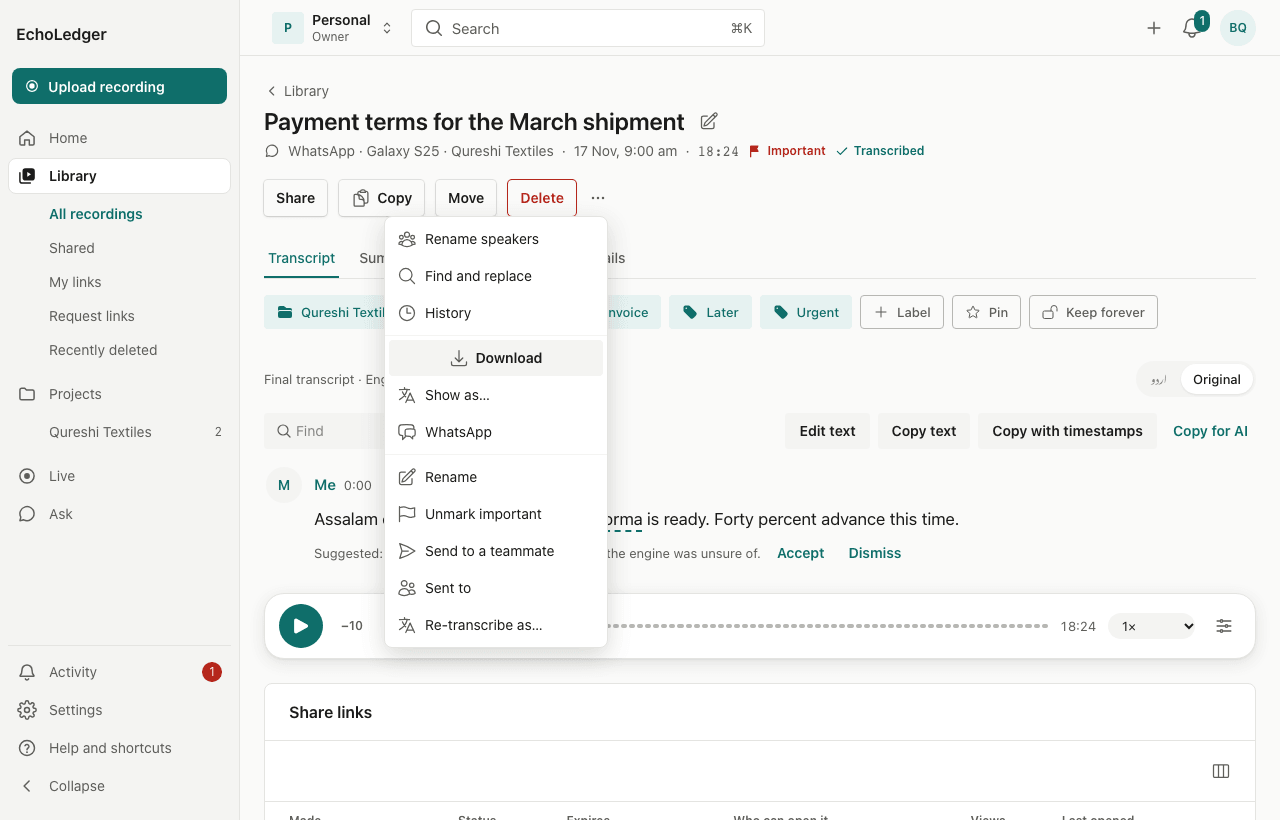 EchoLedger
Upload recording
Home
Library
All recordings
Shared
My links
Request links
Recently deleted
Projects
Qureshi Textiles 2
Live
Ask
Activity 1
Settings
Help and shortcuts
Collapse
P Personal
Owner
Search ⌘K
1
BQ
Library
Payment terms for the March shipment
WhatsApp · Galaxy S25 · Qureshi Textiles · 17 Nov, 9:00 am · 18:24 Important Transcribed
Share Copy Move Delete ···
Rename speakers
Find and replace
History
Download
Show as...
WhatsApp
Rename
Unmark important
Send to a teammate
Sent to
Re-transcribe as...
Transcript
Later Urgent Label Pin Keep forever
Final transcript ·
اردو Original
Find
Edit text Copy text Copy with timestamps Copy for AI
M Me 0:00
Assalam is ready. Forty percent advance this time.
Suggested: the engine was unsure of. Accept Dismiss
−10 18:24 1×
Share links
Mode Status Expires Who can open it Views Last opened